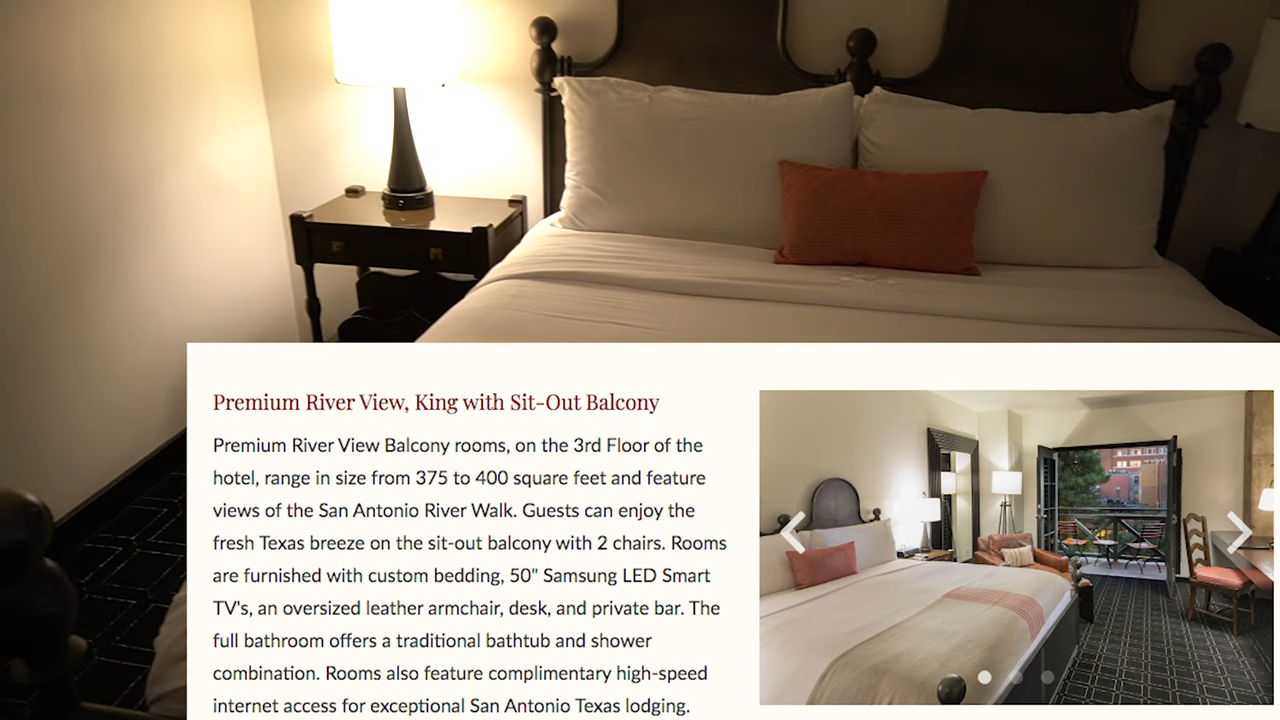 Premium River View, King with Sit-Out Balcony
Premium River View Balcony rooms, on the 3rd Floor of the
hotel, range in size from 375 to 400 square feet and feature
views of the San Antonio River Walk. Guests can enjoy the
fresh Texas breeze on the sit-out balcony with 2 chairs. Rooms
are furnished with custom bedding, 50" Samsung LED Smart
TV's, an oversized leather armchair, desk, and private bar. The
full bathroom offers a traditional bathtub and shower
combination. Rooms also feature complimentary high-speed
internet access for exceptional San Antonio Texas lodging.